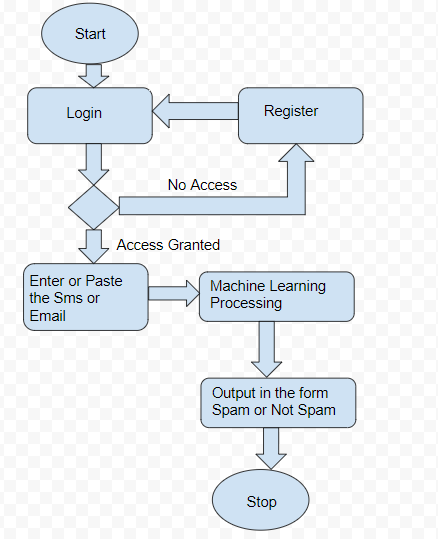 Start
Login
Register
No Access
Access Granted
Enter or Paste
the Sms or
Email
Machine Learning
Processing
Output in the form
Spam or Not Spam
Stop